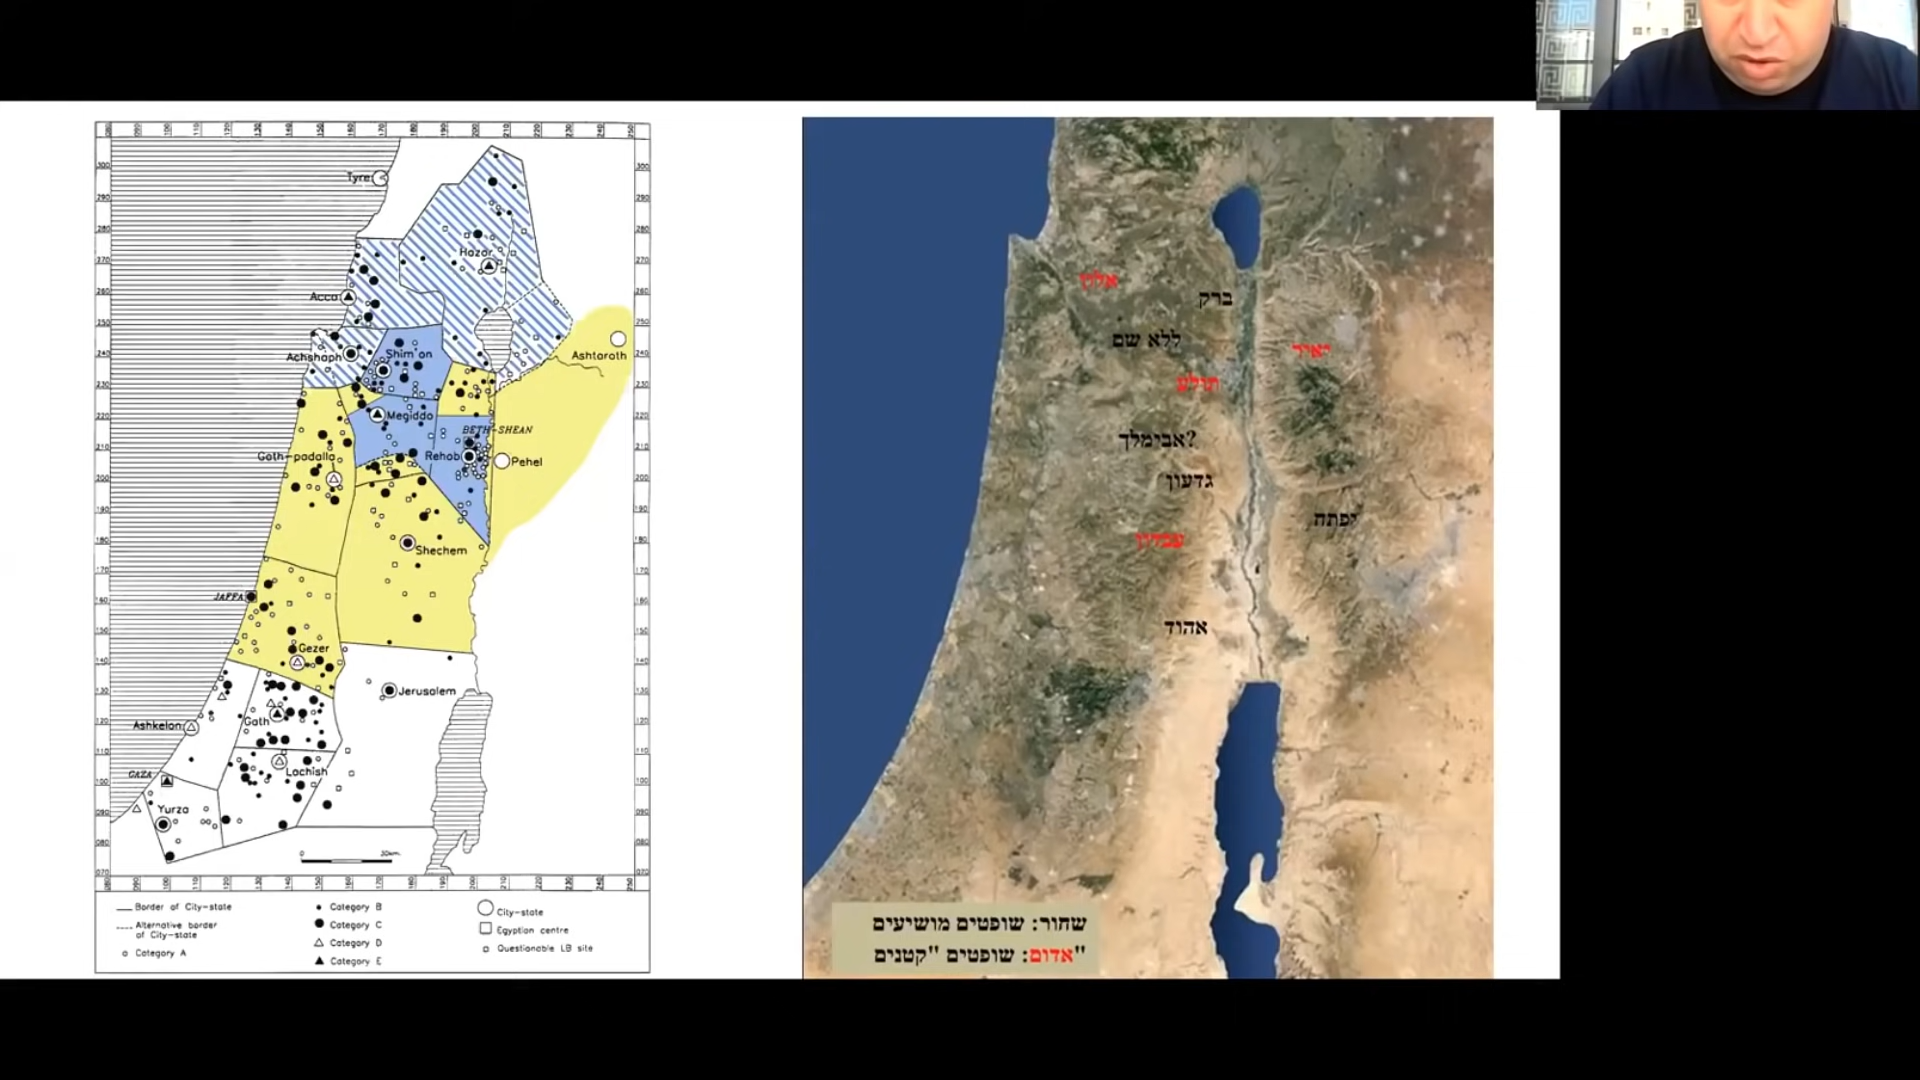 Tyre
Hazor
Acco
Achshaph
Shim'on
Ashtaroth
Megiddo
BETH-SHEAN
Goth-padalla
Rehob
Pehel
Shechem
JAFFA
Gezer
Jerusalem
Ashkelon
Gath
GAZA
Lachish
Yurza
0 30km.
Border of City-state
Alternative border
of City-state
Category A
Category B
Category C
Category D
Category E
City-state
Egyptian centre
Questionable LB site
אלון
ברק
ללא שם
יאיר
תולע
אבימלך?
גדעון
יפתח
עבדון
אהוד
שחור: שופטים מושיעים
אדום: שופטים "קטנים"